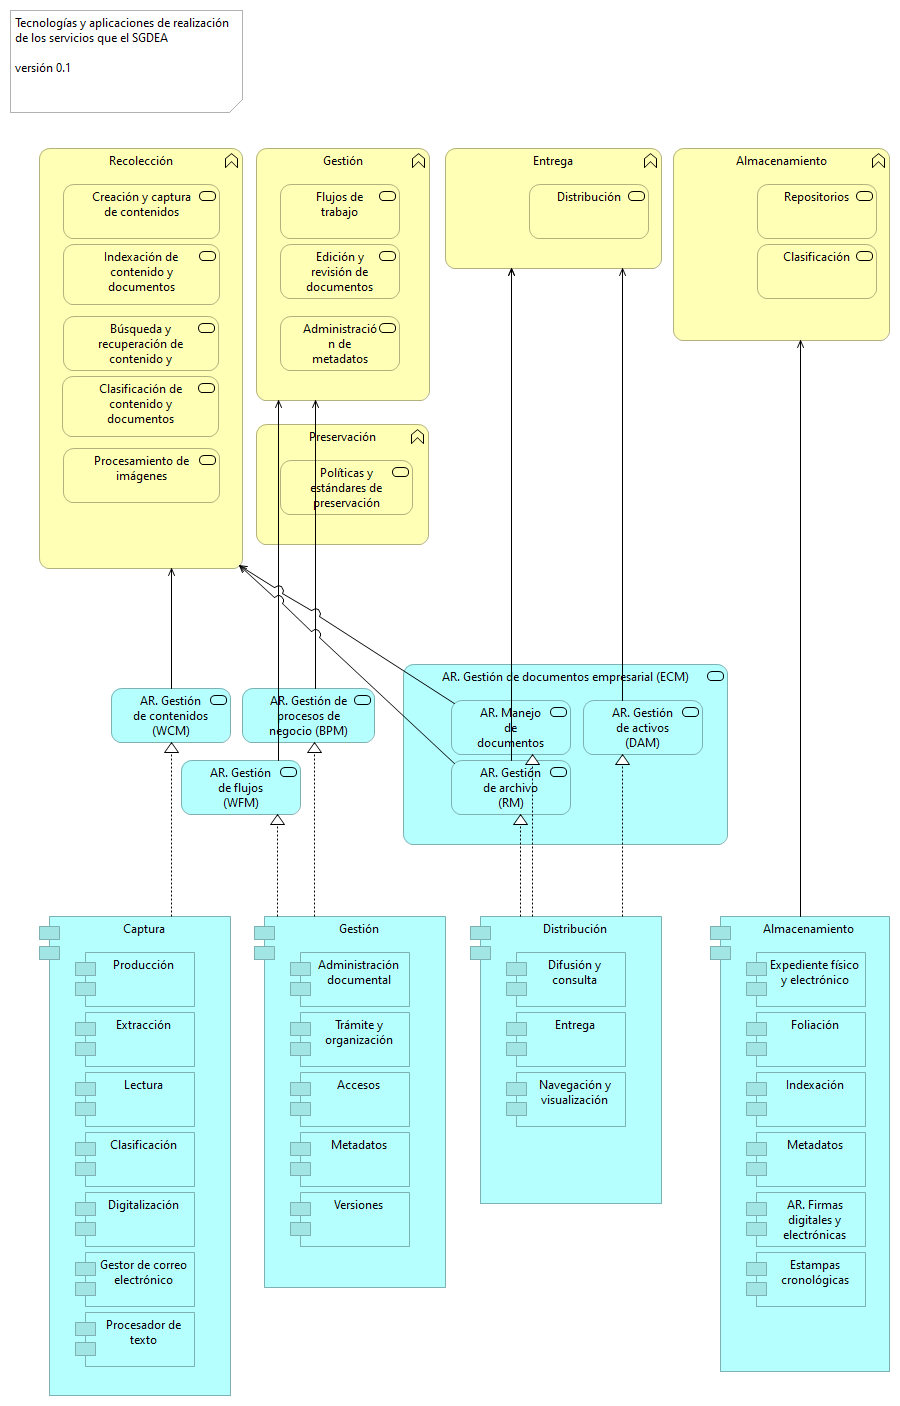 Tecnologías y aplicaciones de realización
de los servicios que el SGDEA
versión 0.1
Recolección
Creación y captura
de contenidos
Indexación de
contenido y
documentos
Búsqueda y
recuperación de
contenido y
Clasificación de
contenido y
documentos
Procesamiento de
imágenes
Gestión
Flujos de
trabajo
Edición y
revisión de
documentos
Administració
n de
metadatos
Preservación
Políticas y
estándares de
preservación
Entrega
Distribución
Almacenamiento
Repositorios
Clasificación
AR. Gestión
de contenidos
(WCM)
AR. Gestión de
procesos de
negocio (BPM)
AR. Gestión
de flujos
(WFM)
AR. Gestión de documentos empresarial (ECM)
AR. Manejo
de
documentos
AR. Gestión
de activos
(DAM)
AR. Gestión
de archivo
(RM)
Captura
Producción
Extracción
Lectura
Clasificación
Digitalización
Gestor de correo
electrónico
Procesador de
texto
Gestión
Administración
documental
Trámite y
organización
Accesos
Metadatos
Versiones
Distribución
Difusión y
consulta
Entrega
Navegación y
visualización
Almacenamiento
Expediente físico
y electrónico
Foliación
Indexación
Metadatos
AR. Firmas
digitales y
electrónicas
Estampas
cronológicas